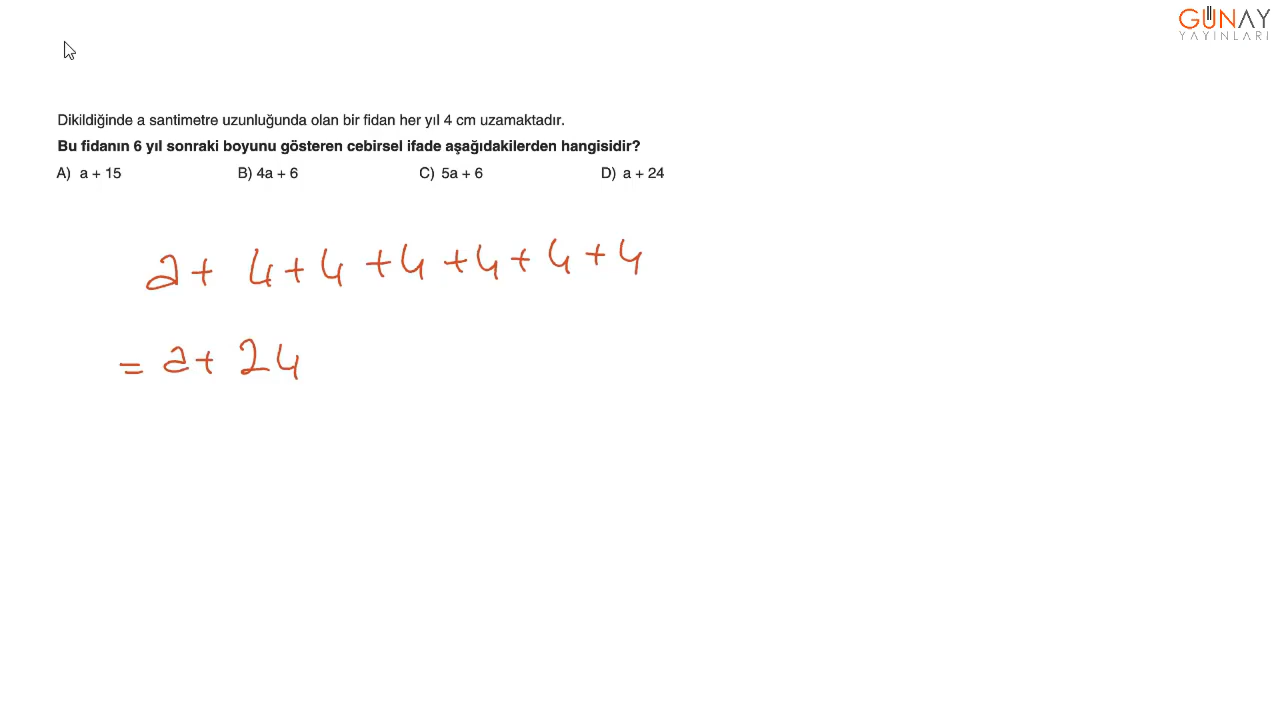 GÜNAY
YAYINLARI
Dikildiğinde a santimetre uzunluğunda olan bir fidan her yıl 4 cm uzamaktadır.
Bu fidanın 6 yıl sonraki boyunu gösteren cebirsel ifade aşağıdakilerden hangisidir?
A) a + 15 B) 4a + 6 C) 5a + 6 D) a + 24
a + 4 + 4 + 4 + 4 + 4 + 4
= a + 24